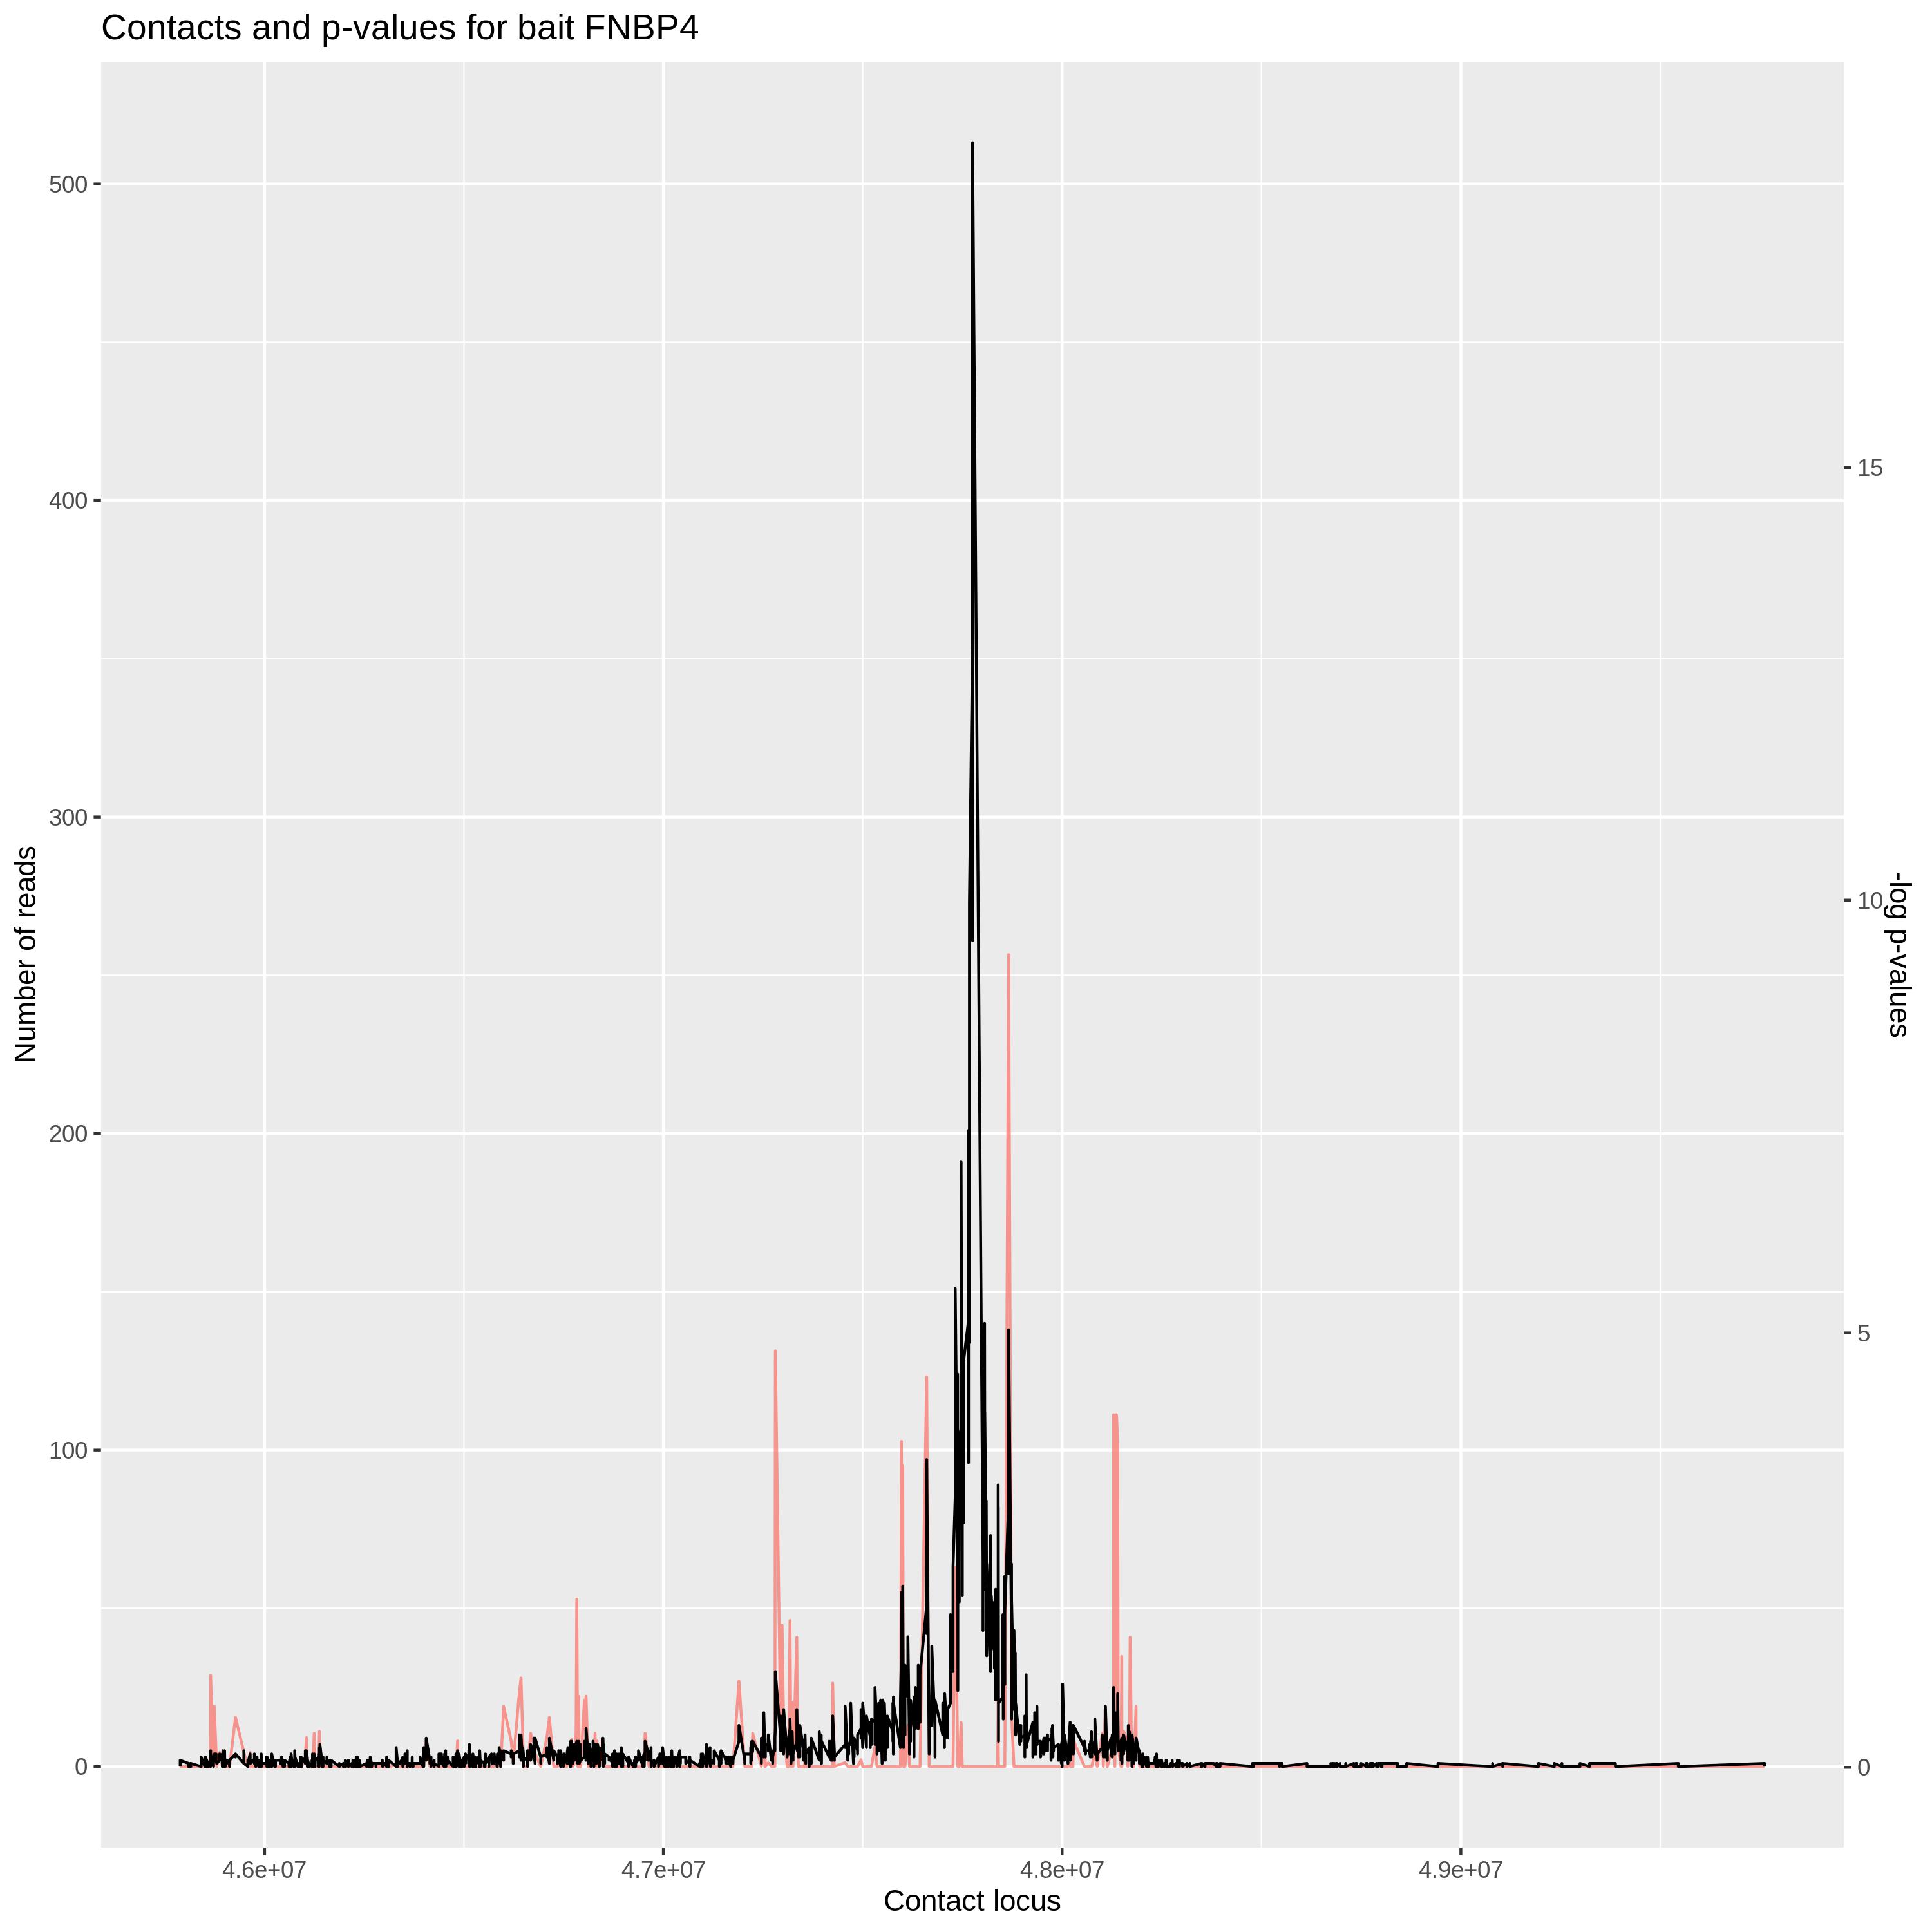 Contacts and p-values for bait FNBP4
500
400
300
200
100
0
Number of reads
15
10
5
0
-log p-values
4.6e+07
4.7e+07
4.8e+07
4.9e+07
Contact locus